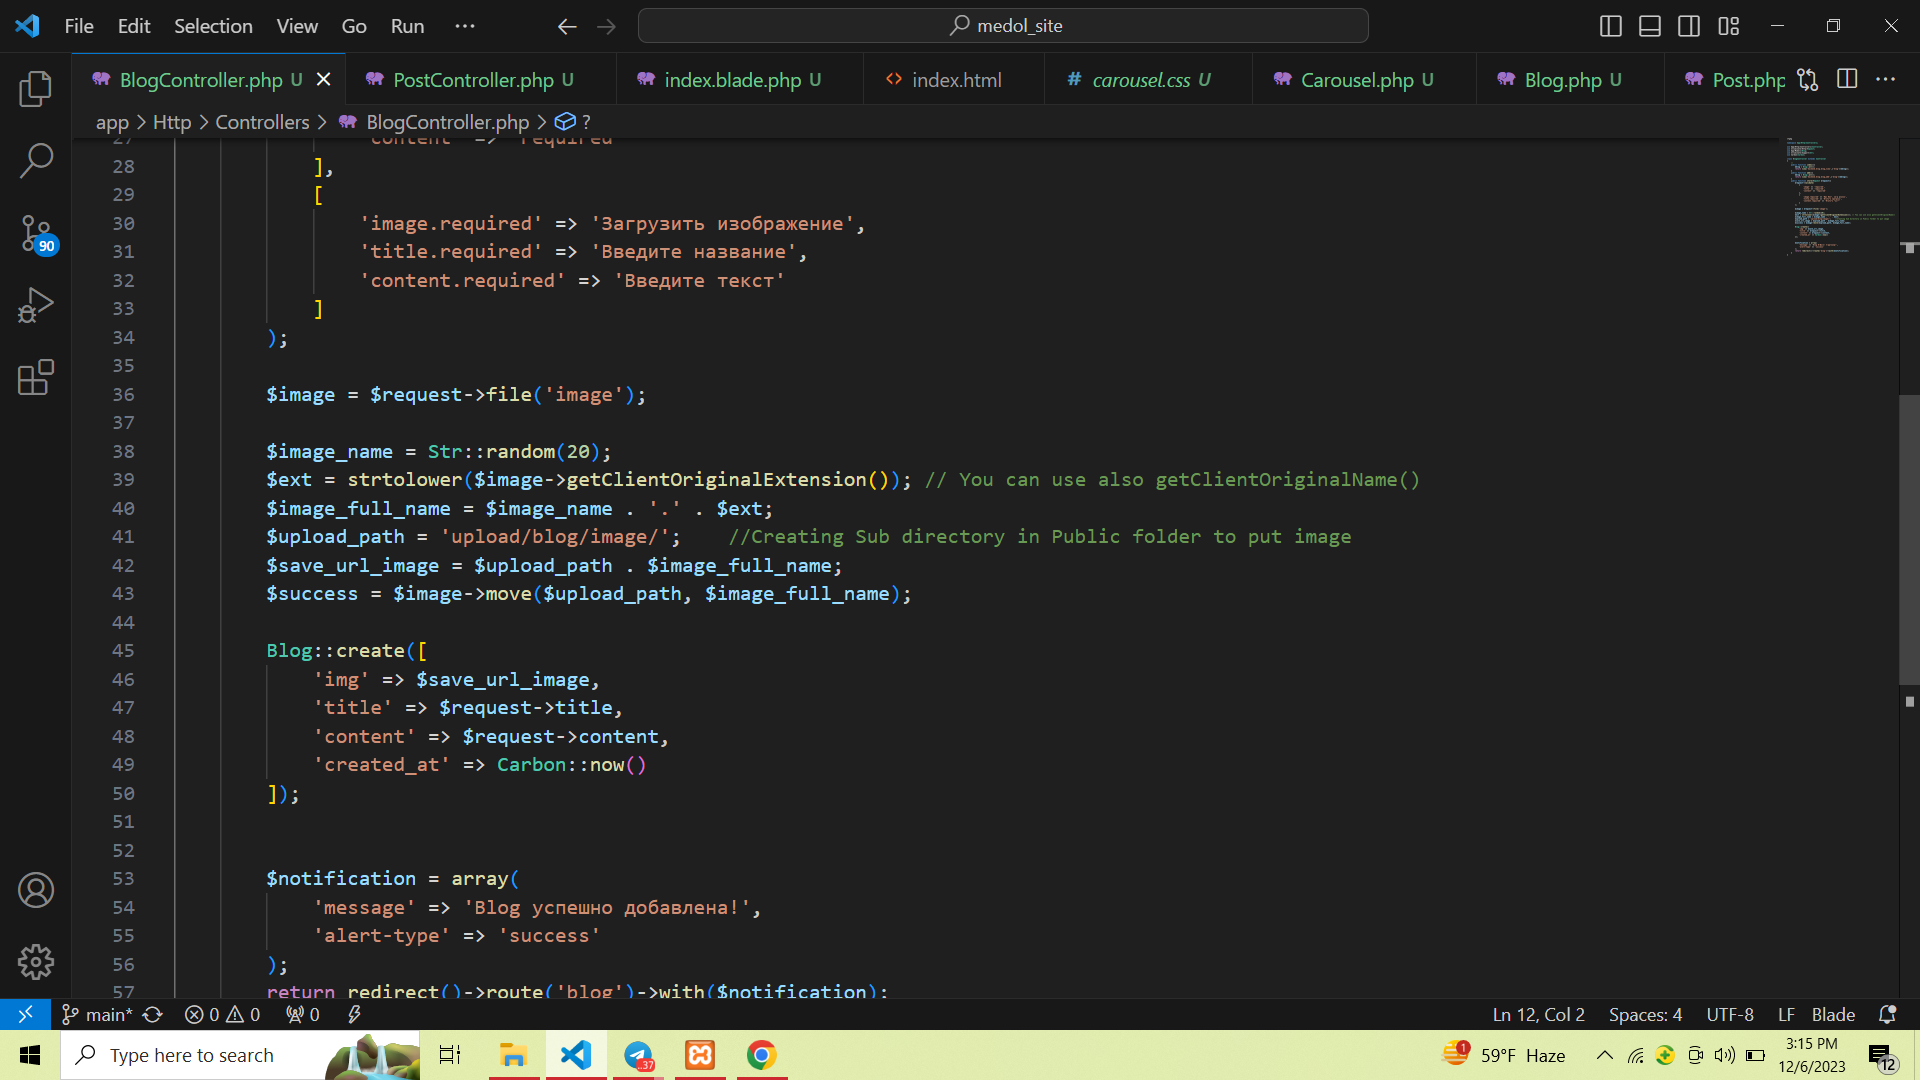 File Edit Selection View Go Run ···
medol_site
BlogController.php U
PostController.php U
index.blade.php U
index.html
# carousel.css U
Carousel.php U
Blog.php U
Post.php
app > Http > Controllers > BlogController.php > ?
27 'content' => 'required'
28 ],
29 [
30 'image.required' => 'Загрузить изображение',
31 'title.required' => 'Введите название',
32 'content.required' => 'Введите текст'
33 ]
34 );
35
36 $image = $request->file('image');
37
38 $image_name = Str::random(20);
39 $ext = strtolower($image->getClientOriginalExtension()); // You can use also getClientOriginalName()
40 $image_full_name = $image_name . '.' . $ext;
41 $upload_path = 'upload/blog/image/'; //Creating Sub directory in Public folder to put image
42 $save_url_image = $upload_path . $image_full_name;
43 $success = $image->move($upload_path, $image_full_name);
44
45 Blog::create([
46 'img' => $save_url_image,
47 'title' => $request->title,
48 'content' => $request->content,
49 'created_at' => Carbon::now()
50 ]);
51
52
53 $notification = array(
54 'message' => 'Blog успешно добавлена!',
55 'alert-type' => 'success'
56 );
57 return redirect()->route('blog')->with($notification);
90
main* 0 0 0
Ln 12, Col 2 Spaces: 4 UTF-8 LF Blade
Type here to search
37
1
59°F Haze
3:15 PM
12/6/2023
12